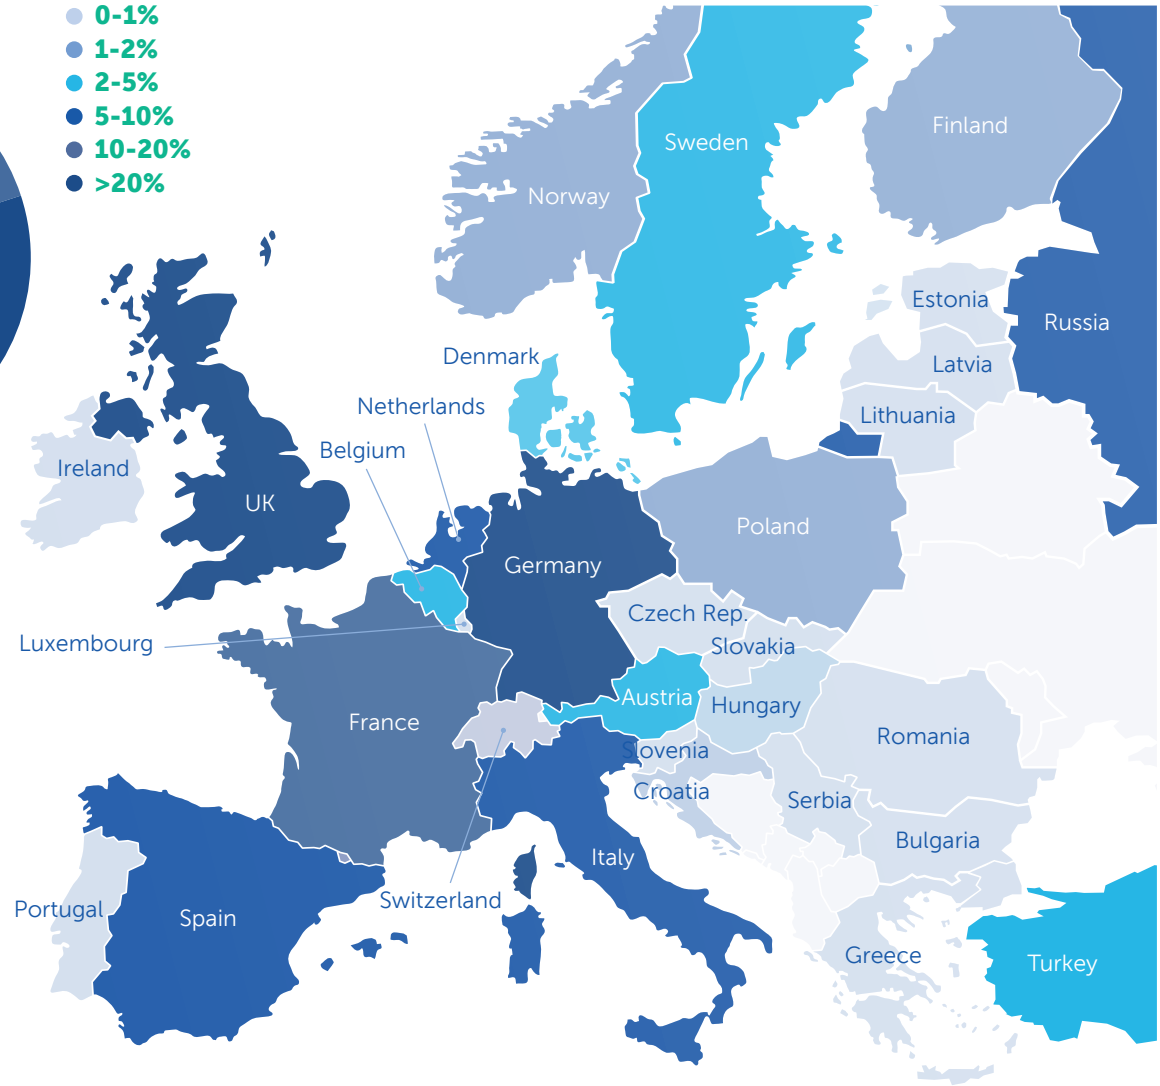 0-1%
1-2%
2-5%
5-10%
10-20%
>20%
Finland
Sweden
Norway
Estonia
Russia
Denmark
Latvia
Netherlands
Lithuania
Belgium
Ireland
UK
Poland
Germany
Czech Rep.
Luxembourg
Slovakia
Austria
Hungary
France
Romania
Slovenia
Croatia
Serbia
Bulgaria
Italy
Switzerland
Portugal
Spain
Greece
Turkey